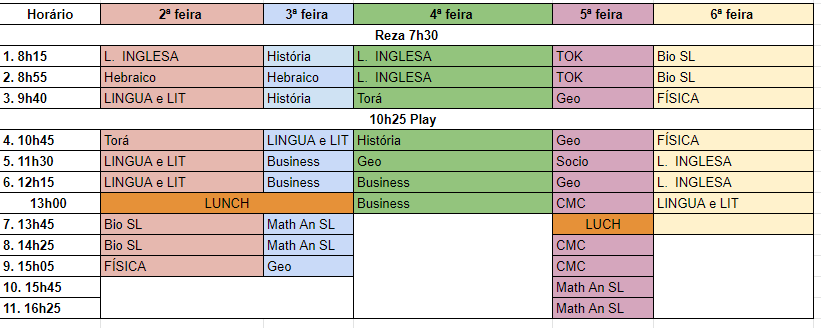 Horário 2ª feira 3ª feira 4ª feira 5ª feira 6ª feira
Reza 7h30
1. 8h15 L. INGLESA História L. INGLESA TOK Bio SL
2. 8h55 Hebraico Hebraico L. INGLESA TOK Bio SL
3. 9h40 LINGUA e LIT História Torá Geo FÍSICA
10h25 Play
4. 10h45 Torá LINGUA e LIT História Geo FÍSICA
5. 11h30 LINGUA e LIT Business Geo Socio L. INGLESA
6. 12h15 LINGUA e LIT Business Business Geo L. INGLESA
13h00 LUNCH Business CMC LINGUA e LIT
7. 13h45 Bio SL Math An SL LUCH
8. 14h25 Bio SL Math An SL CMC
9. 15h05 FÍSICA Geo CMC
10. 15h45 Math An SL
11. 16h25 Math An SL